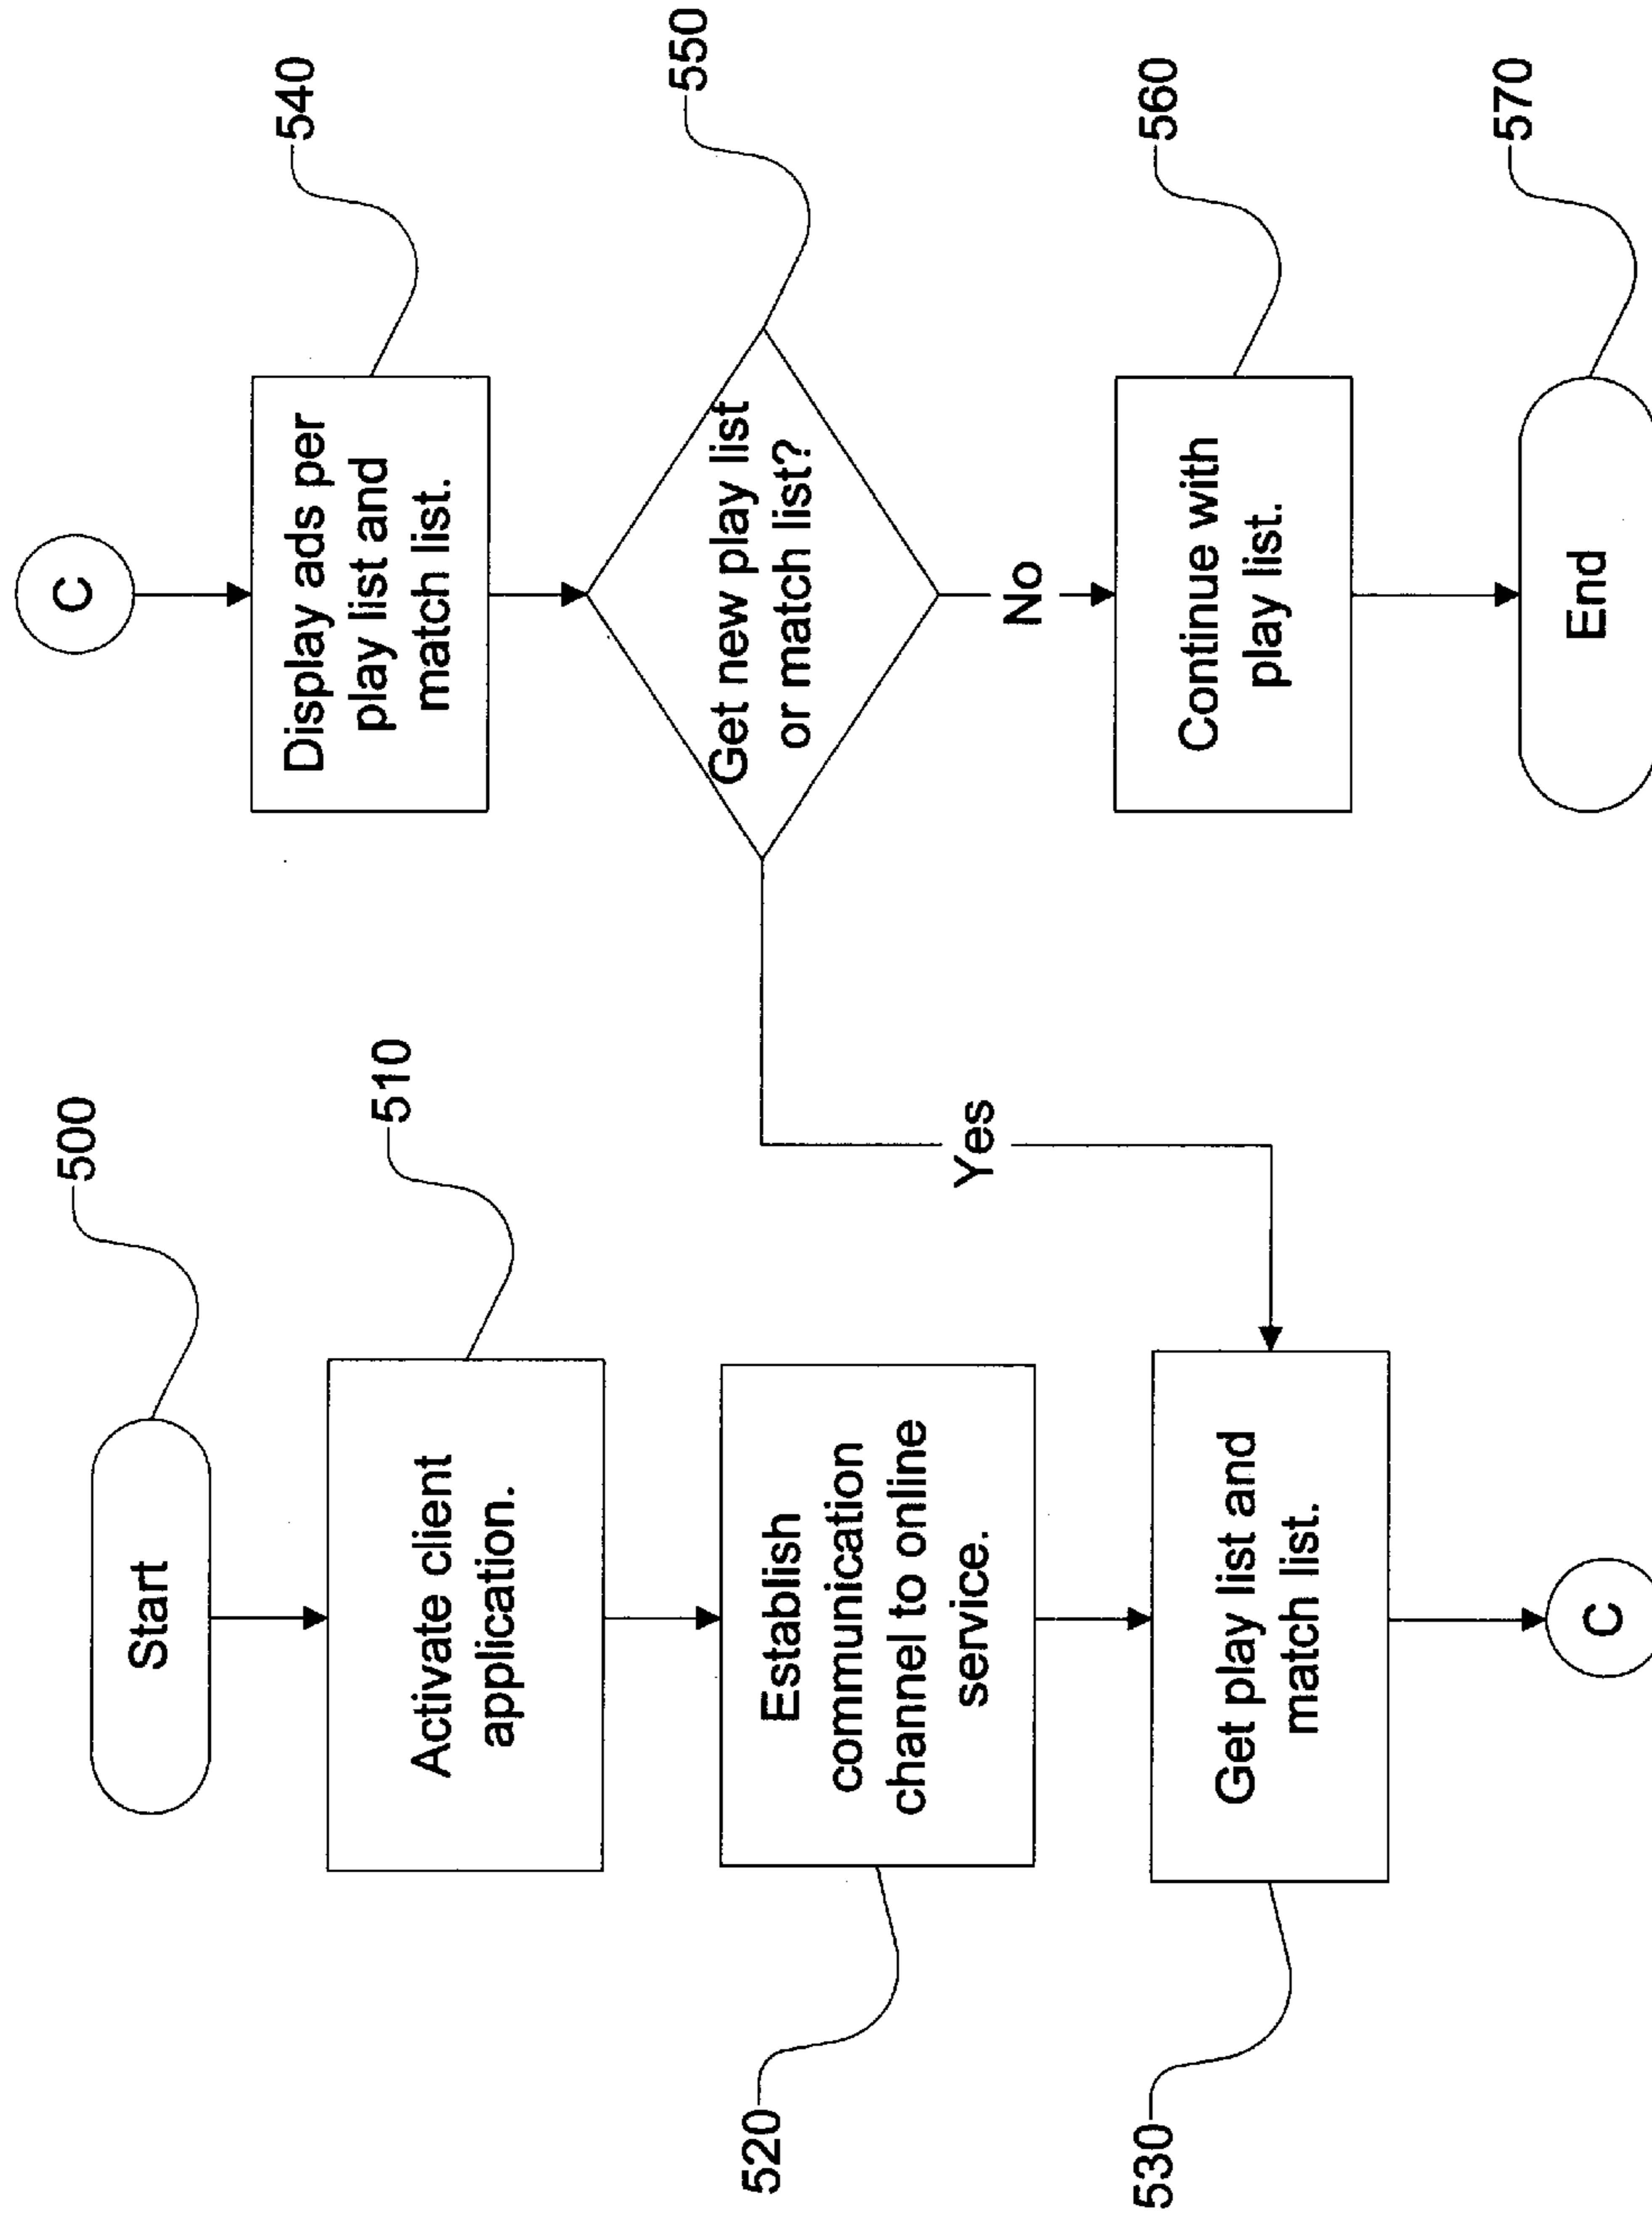 500
Start
510
Activate client
application.
520
Establish
communication
channel to online
service.
530
Get play list and
match list.
C
C
540
Display ads per
play list and
match list.
550
Get new play list
or match list?
Yes
No
560
Continue with
play list.
570
End